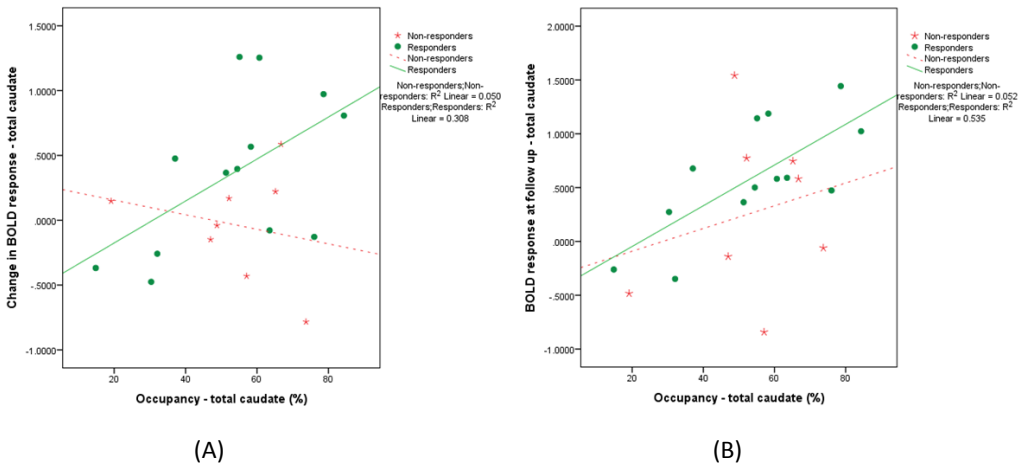 1.5000
1.0000
.5000
.0000
-.5000
-1.0000
Change in BOLD response - total caudate
20
40
60
80
Occupancy - total caudate (%)
Non-responders
Responders
Non-responders
Responders
Non-responders;Non-
responders: R2 Linear = 0.050
Responders;Responders: R2
Linear = 0.308
(A)
2.0000
1.5000
1.0000
.5000
.0000
-.5000
-1.0000
BOLD response at follow up - total caudate
20
40
60
80
Occupancy - total caudate (%)
Non-responders
Responders
Non-responders
Responders
Non-responders;Non-
responders: R2 Linear = 0.052
Responders;Responders: R2
Linear = 0.535
(B)